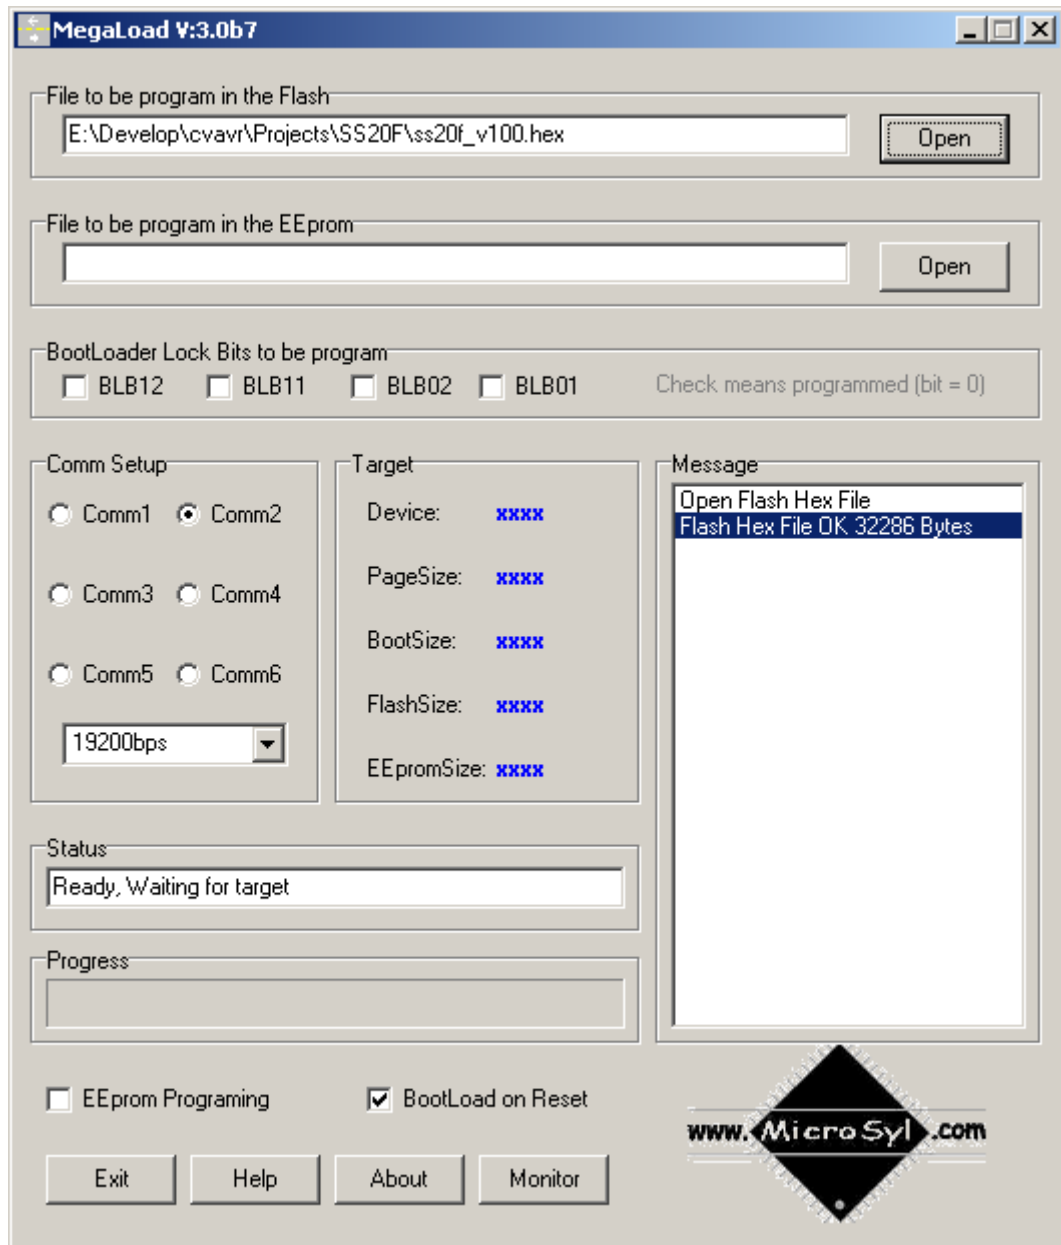 MegaLoad V:3.0b7
File to be program in the Flash
E:\Develop\cvavr\Projects\SS20F\ss20f_v100.hex
Open
File to be program in the EEprom
Open
BootLoader Lock Bits to be program
BLB12 BLB11 BLB02 BLB01 Check means programmed (bit = 0)
Comm Setup
Comm1 Comm2
Comm3 Comm4
Comm5 Comm6
19200bps
Target
Device: xxxx
PageSize: xxxx
BootSize: xxxx
FlashSize: xxxx
EEpromSize: xxxx
Message
Open Flash Hex File
Flash Hex File OK 32286 Bytes
Status
Ready, Waiting for target
Progress
EEprom Programing BootLoad on Reset
Exit Help About Monitor
www.MicroSyl.com